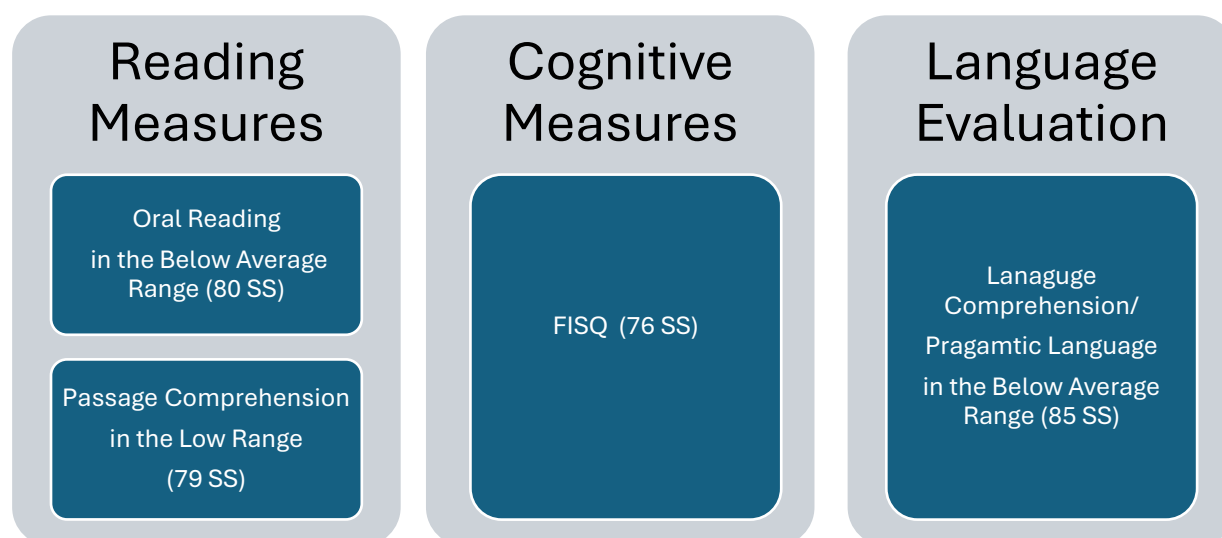 Reading
Measures
Oral Reading
in the Below Average
Range (80 SS)
Passage Comprehension
in the Low Range
(79 SS)
Cognitive
Measures
FISQ (76 SS)
Language
Evaluation
Lanaguge
Comprehension/
Pragamtic Language
in the Below Average
Range (85 SS)